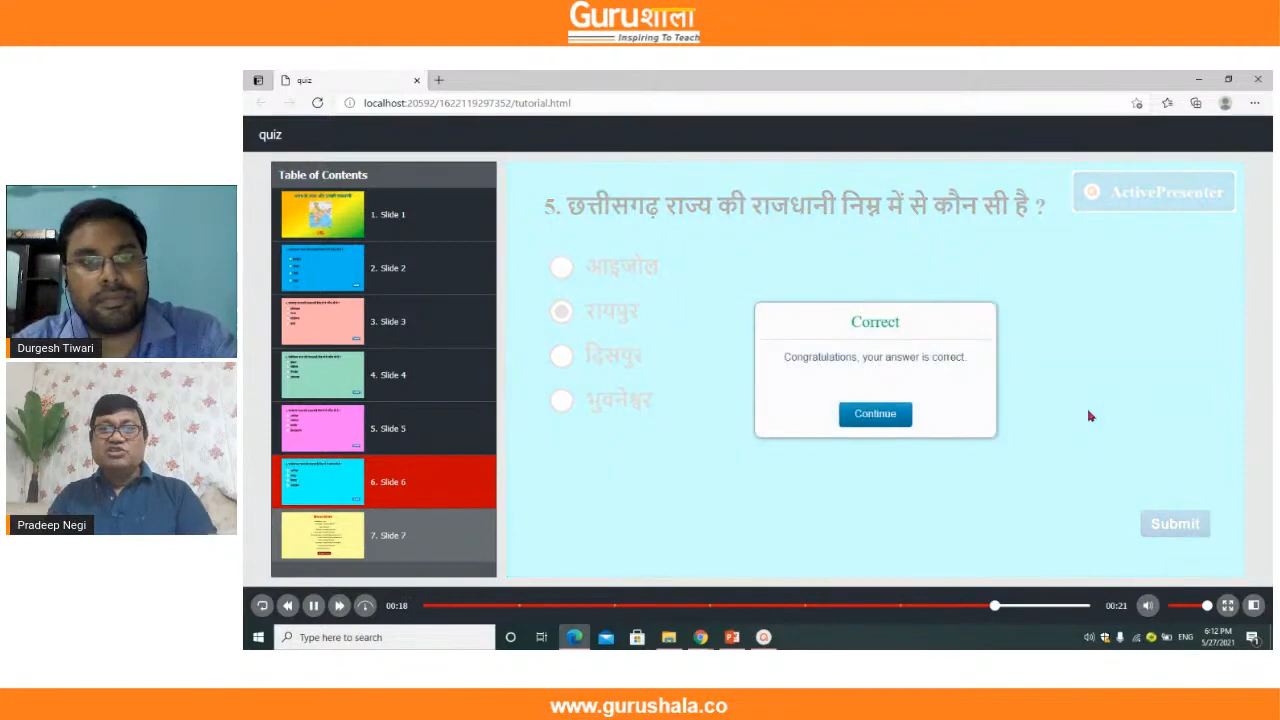 Guruशाला
Inspiring To Teach
quiz
localhost:20592/1622119297352/tutorial.html
quiz
Table of Contents
1. Slide 1
2. Slide 2
3. Slide 3
4. Slide 4
5. Slide 5
6. Slide 6
7. Slide 7
ActivePresenter
5. छत्तीसगढ़ राज्य की राजधानी निम्न में से कौन सी है ?
आइजोल
रायपुर
दिसपुर
भुवनेश्वर
Correct
Congratulations, your answer is correct.
Continue
Submit
Durgesh Tiwari
Pradeep Negi
00:18
00:21
Type here to search
ENG
6:12 PM
5/27/2021
www.gurushala.co